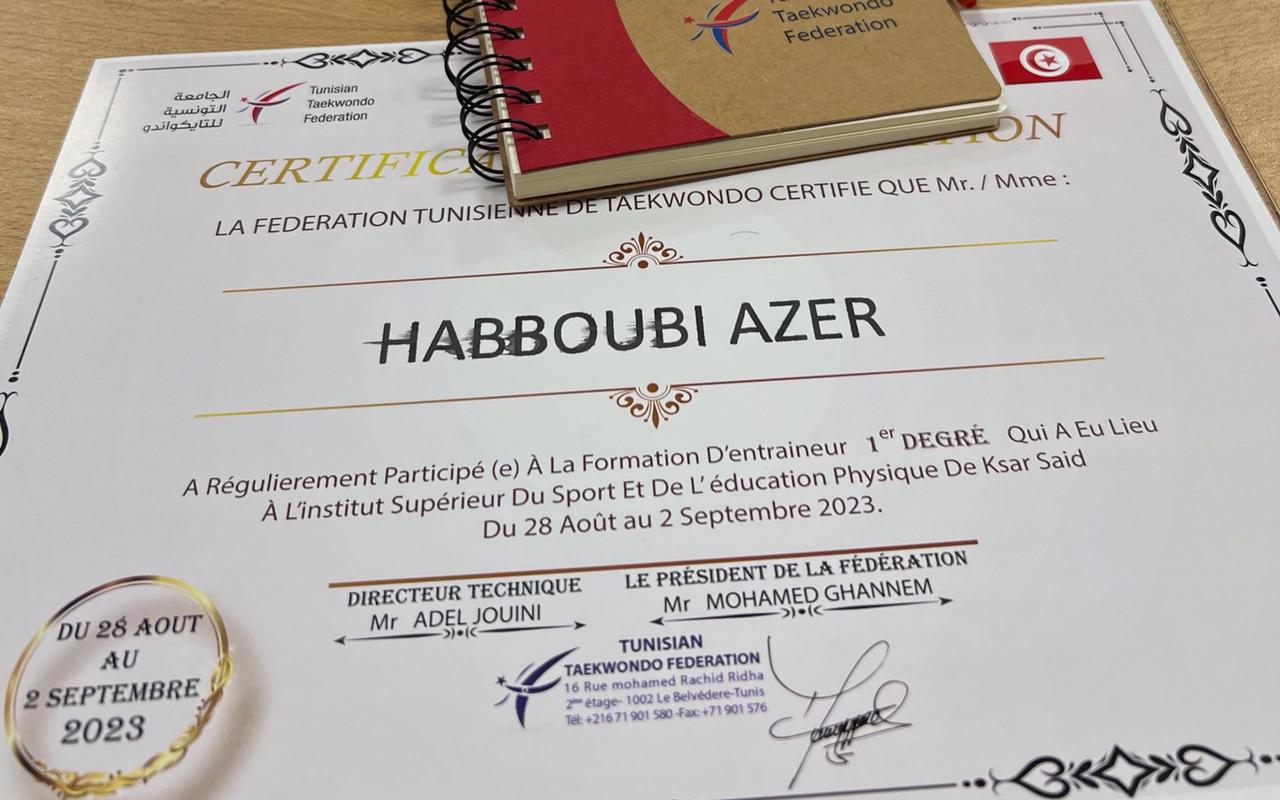 Taekwondo
Federation
الجامعة
التونسية
للتايكواندو
Tunisian
Taekwondo
Federation
LA FEDERATION TUNISIENNE DE TAEKWONDO CERTIFIE QUE Mr. / Mme :
HABBOUBI AZER
A Régulierement Participé (e) À La Formation D'entraineur 1er DEGRÉ Qui A Eu Lieu
À L'institut Supérieur Du Sport Et De L'éducation Physique De Ksar Said
Du 28 Août au 2 Septembre 2023.
DIRECTEUR TECHNIQUE
Mr ADEL JOUINI
LE PRÉSIDENT DE LA FÉDÉRATION
Mr MOHAMED GHANNEM
DU 28 AOUT
AU
2 SEPTEMBRE
2023
TUNISIAN
TAEKWONDO FEDERATION
16 Rue mohamed Rachid Ridha
2ème étage- 1002 Le Belvédere-Tunis
Tél: +216 71 901 580 -Fax: +71 901 576